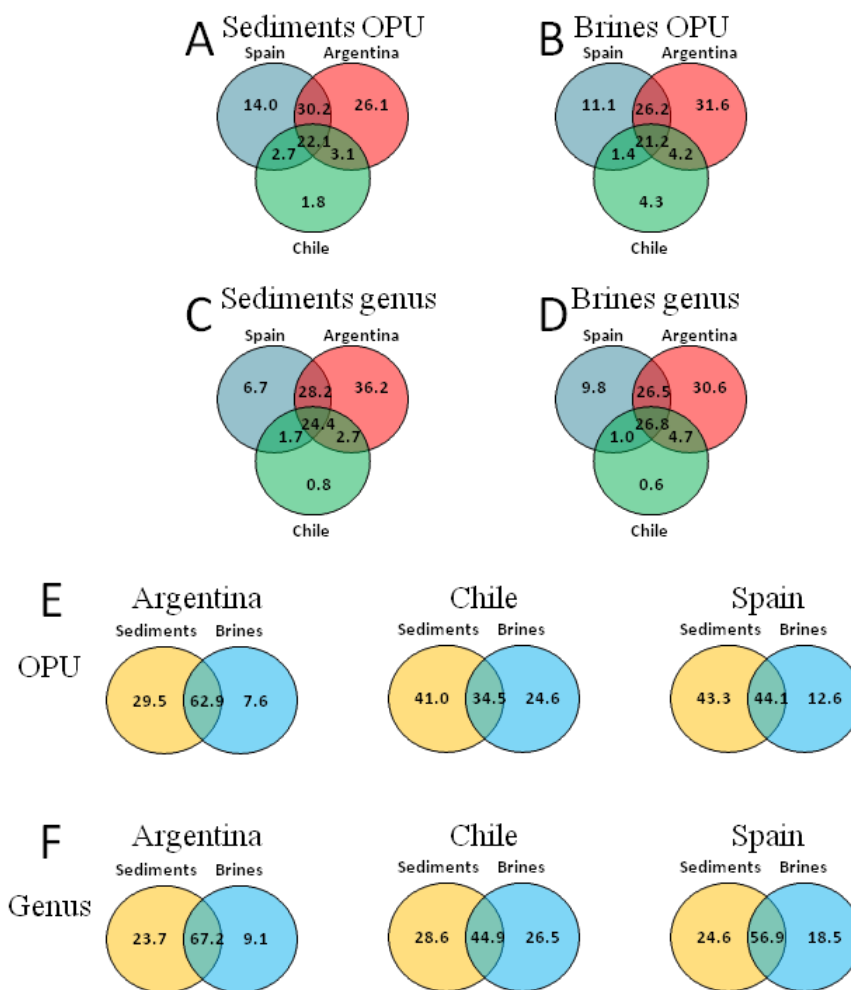 A Sediments OPU
Spain Argentina
14.0 30.2 26.1
22.1
2.7 3.1
1.8
Chile
B Brines OPU
Spain Argentina
11.1 26.2 31.6
21.2
1.4 4.2
4.3
Chile
C Sediments genus
Spain Argentina
6.7 28.2 36.2
24.4
1.7 2.7
0.8
Chile
D Brines genus
Spain Argentina
9.8 26.5 30.6
26.8
1.0 4.7
0.6
Chile
E
OPU
Argentina
Sediments Brines
29.5 62.9 7.6
Chile
Sediments Brines
41.0 34.5 24.6
Spain
Sediments Brines
43.3 44.1 12.6
F
Genus
Argentina
Sediments Brines
23.7 67.2 9.1
Chile
Sediments Brines
28.6 44.9 26.5
Spain
Sediments Brines
24.6 56.9 18.5